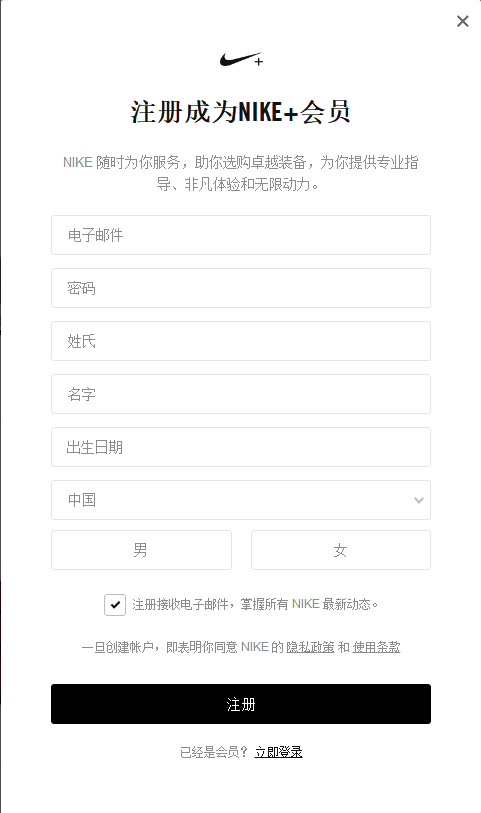 注册成为NIKE+会员
NIKE 随时为你服务，助你选购卓越装备，为你提供专业指
导、非凡体验和无限动力。
电子邮件
密码
姓氏
名字
出生日期
中国
男 女
注册接收电子邮件，掌握所有 NIKE 最新动态。
一旦创建帐户，即表明你同意 NIKE 的 隐私政策 和 使用条款
注册
已经是会员？ 立即登录